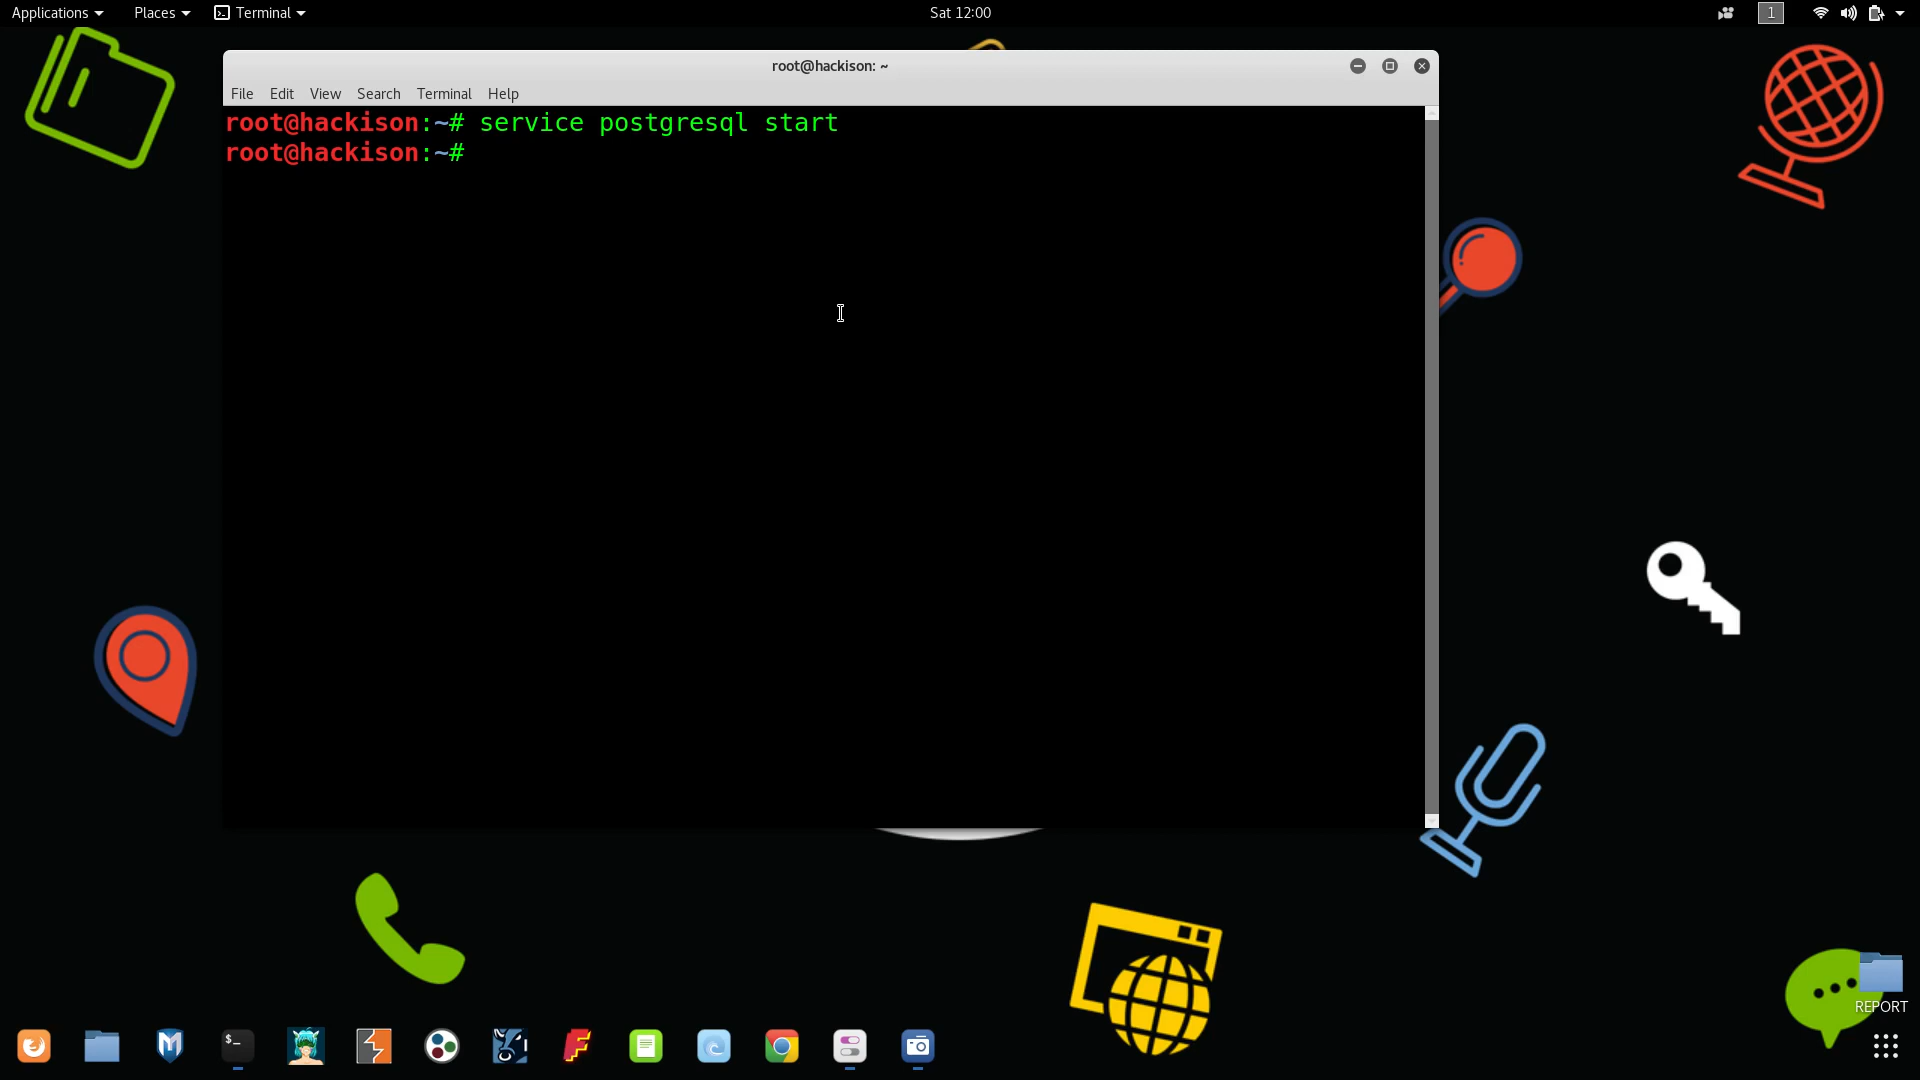 Applications Places Terminal Sat 12:00 1
root@hackison: ~
File Edit View Search Terminal Help
root@hackison:~# service postgresql start
root@hackison:~#
REPORT
$_